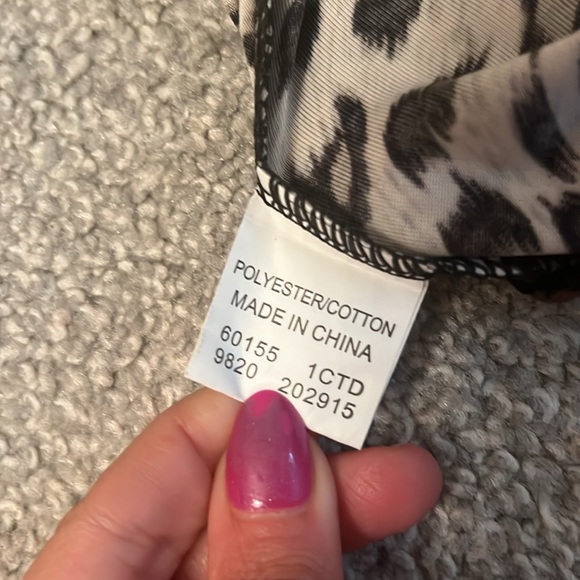 POLYESTER/COTTON
MADE IN CHINA
60155 1CTD
9820 202915